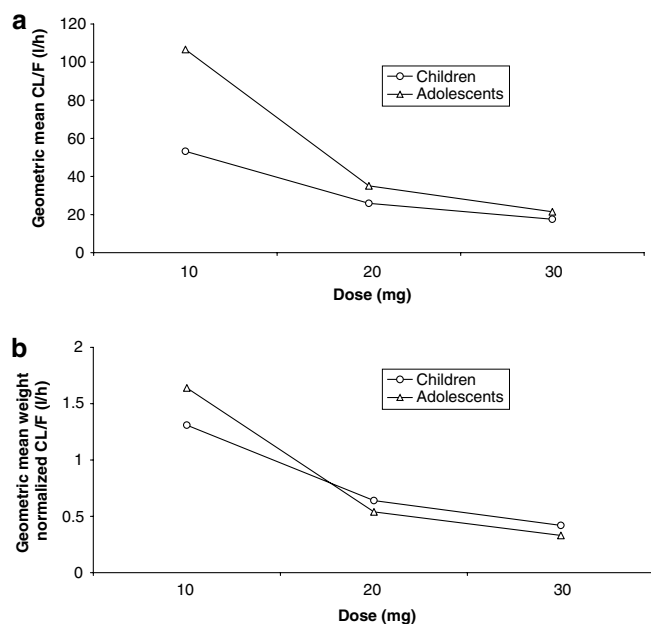 a
Geometric mean CL/F (l/h)
120
100
80
60
40
20
0
Children
Adolescents
10 20 30
Dose (mg)
b
Geometric mean weight
normalized CL/F (l/h)
2
1.5
1
0.5
0
Children
Adolescents
10 20 30
Dose (mg)